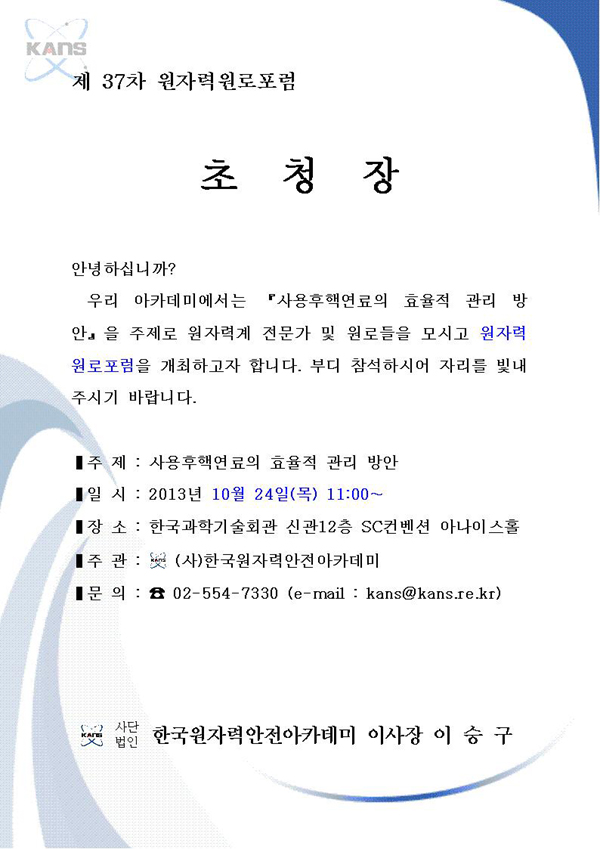 KANS
제 37차 원자력원로포럼
초 청 장
안녕하십니까?
우리 아카데미에서는 『사용후핵연료의 효율적 관리 방
안』을 주제로 원자력계 전문가 및 원로들을 모시고 원자력
원로포럼을 개최하고자 합니다. 부디 참석하시어 자리를 빛내
주시기 바랍니다.
▮주 제 : 사용후핵연료의 효율적 관리 방안
▮일 시 : 2013년 10월 24일(목) 11:00~
▮장 소 : 한국과학기술회관 신관12층 SC컨벤션 아나이스홀
▮주 관 : KANS (사)한국원자력안전아카데미
▮문 의 : ☎ 02-554-7330 (e-mail : kans@kans.re.kr)
KANS 사단법인 한국원자력안전아카데미 이사장 이 승 구